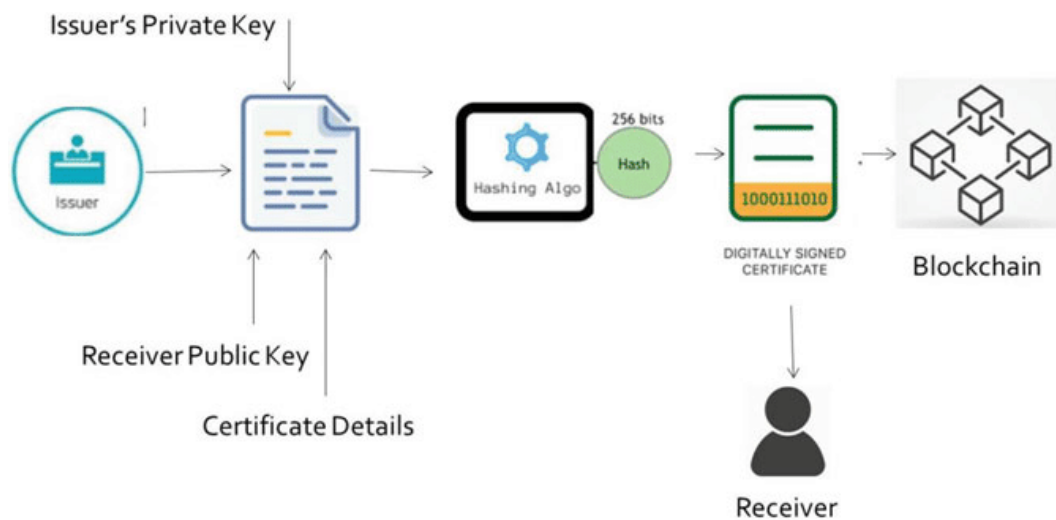 Issuer's Private Key
Issuer
Receiver Public Key
Certificate Details
Hashing Algo
256 bits
Hash
1000111010
DIGITALLY SIGNED
CERTIFICATE
Blockchain
Receiver